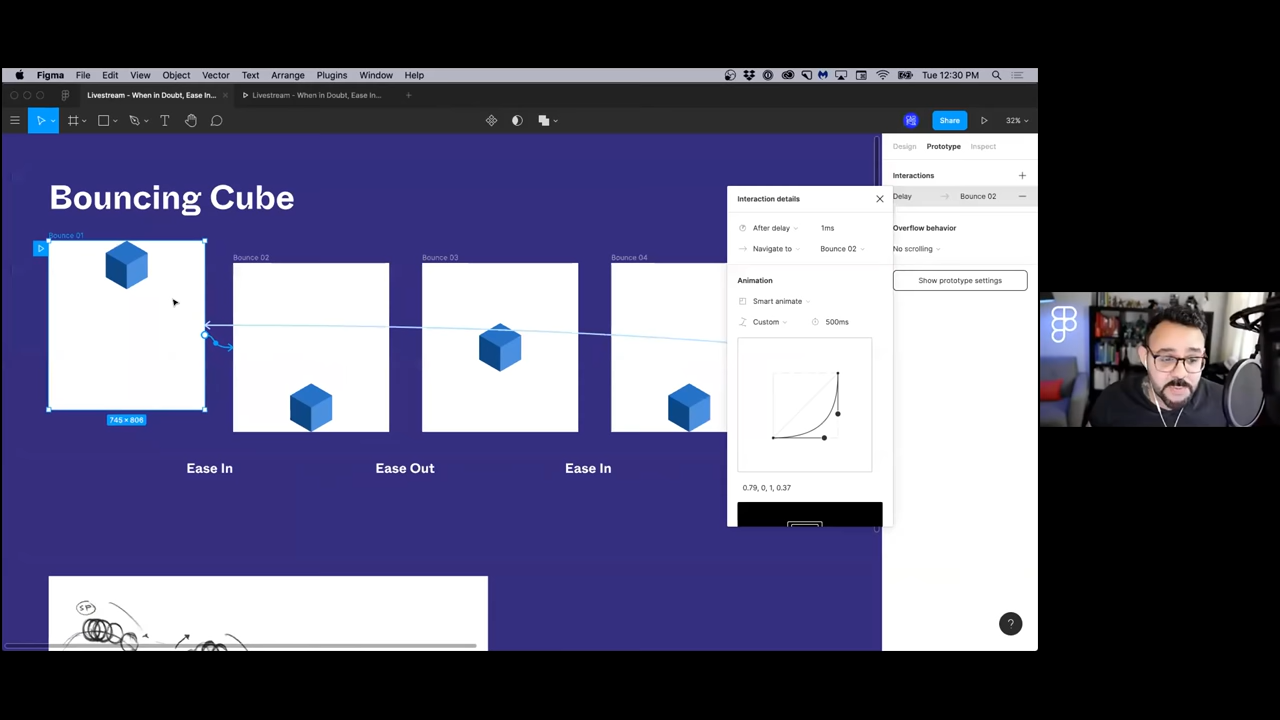 Figma File Edit View Object Vector Text Arrange Plugins Window Help
Tue 12:30 PM
Livestream - When in Doubt, Ease In...
Livestream - When in Doubt, Ease In...
Share
32%
Design Prototype Inspect
Bouncing Cube
Interactions
Interaction details
Delay Bounce 02
After delay 1ms
Overflow behavior
Bounce 01
Navigate to Bounce 02
No scrolling
Bounce 02
Bounce 03
Bounce 04
Animation
Show prototype settings
Smart animate
Custom 500ms
745 × 806
Ease In
Ease Out
Ease In
0.79, 0, 1, 0.37
SP
?